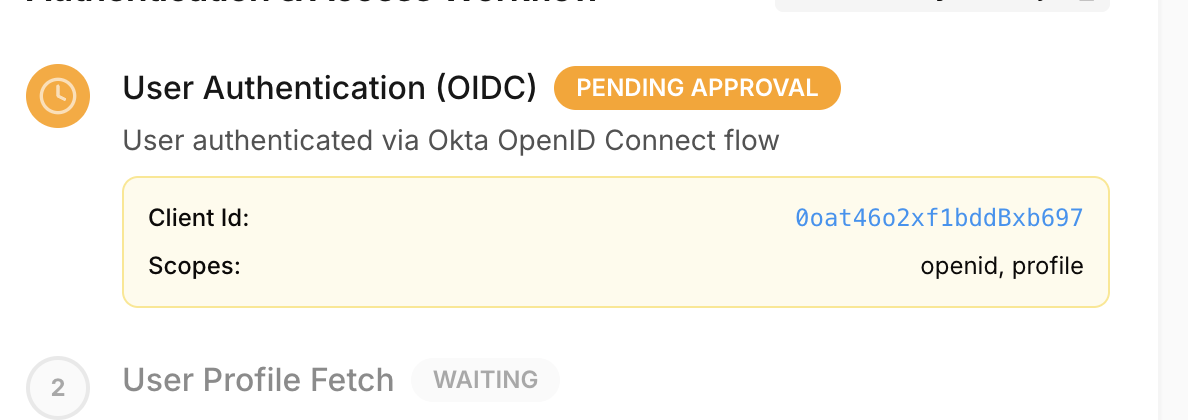 User Authentication (OIDC) PENDING APPROVAL
User authenticated via Okta OpenID Connect flow
Client Id: 0oat46o2xf1bddBxb697
Scopes: openid, profile
2 User Profile Fetch WAITING